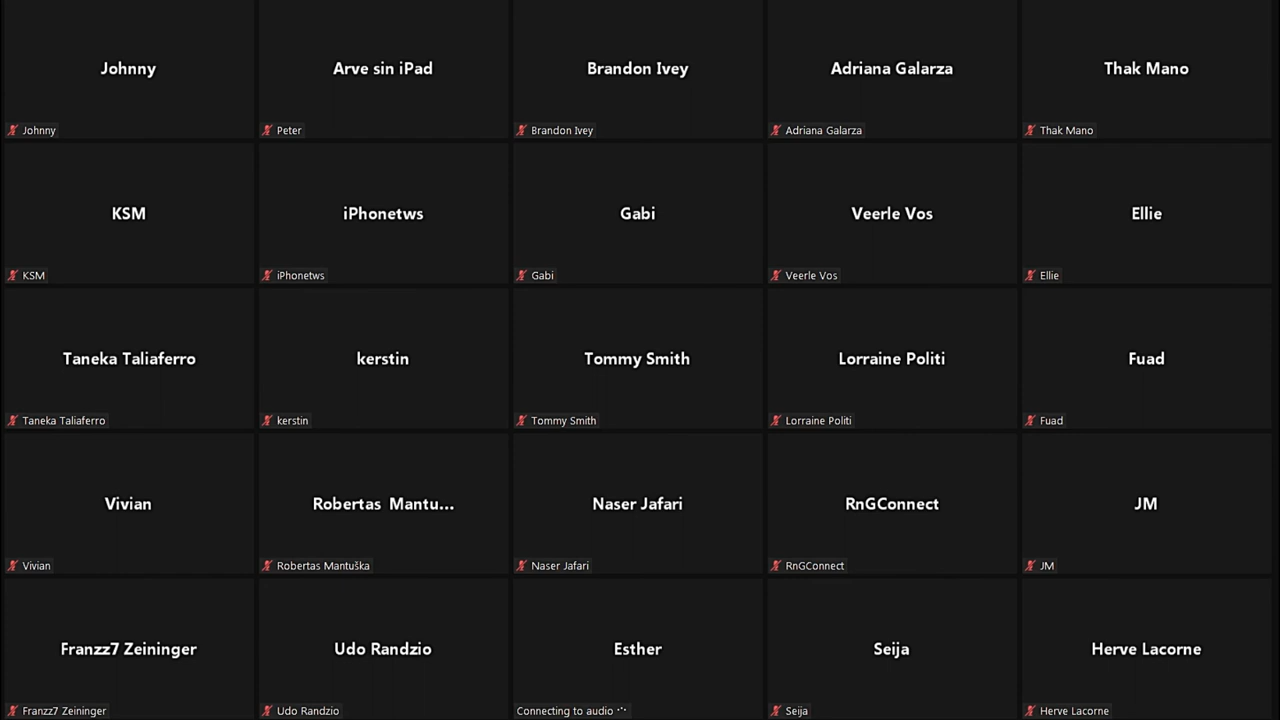 Johnny
Arve sin iPad
Brandon Ivey
Adriana Galarza
Thak Mano
Johnny
Peter
Brandon Ivey
Adriana Galarza
Thak Mano
KSM
iPhonetws
Gabi
Veerle Vos
Ellie
KSM
iPhonetws
Gabi
Veerle Vos
Ellie
Taneka Taliaferro
kerstin
Tommy Smith
Lorraine Politi
Fuad
Taneka Taliaferro
kerstin
Tommy Smith
Lorraine Politi
Fuad
Vivian
Robertas Mantu...
Naser Jafari
RnGConnect
JM
Vivian
Robertas Mantuška
Naser Jafari
RnGConnect
JM
Franzz7 Zeininger
Udo Randzio
Esther
Seija
Herve Lacorne
Franzz7 Zeininger
Udo Randzio
Connecting to audio
Seija
Herve Lacorne